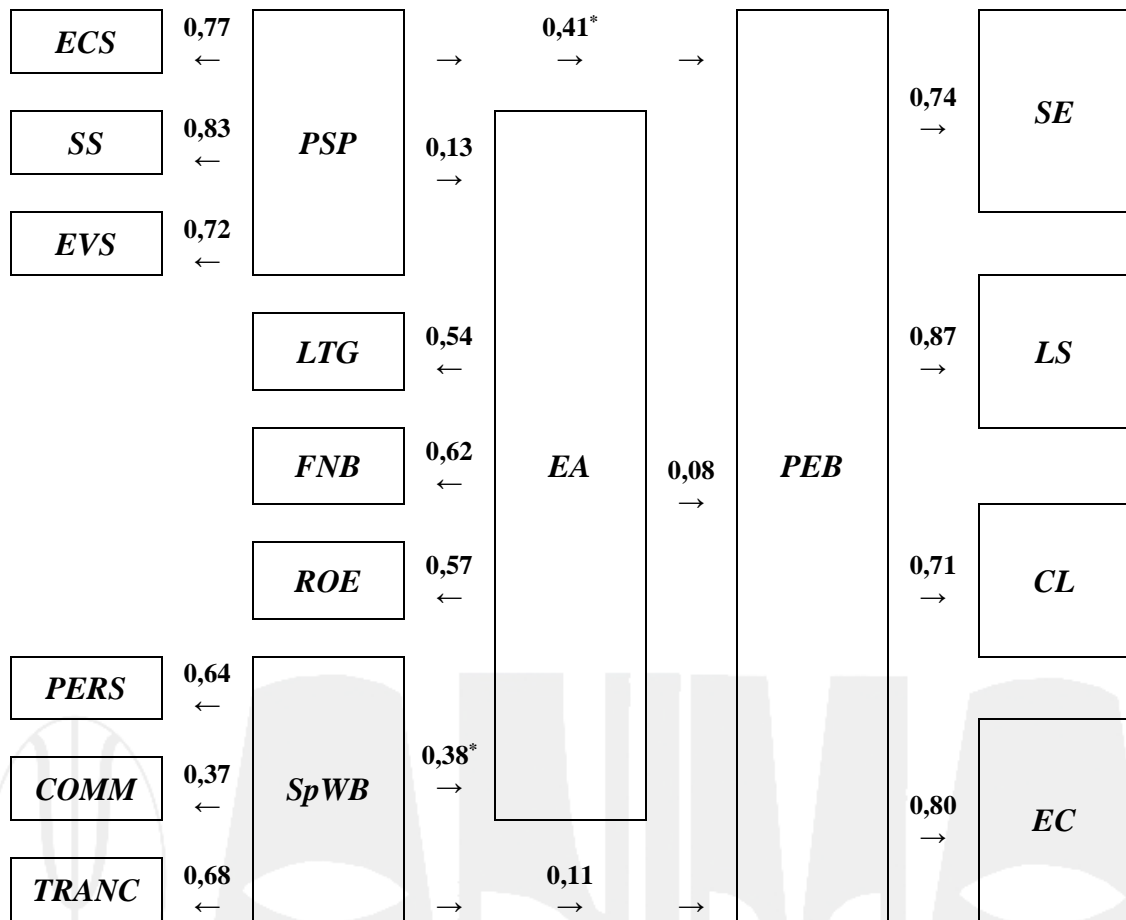 ECS 0,77 ← → 0,41* → →
SS 0,83 ← PSP 0,13 → 0,74 → SE
EVS 0,72 ←
LTG 0,54 ← 0,87 → LS
FNB 0,62 ← EA 0,08 → PEB
ROE 0,57 ← 0,71 → CL
PERS 0,64 ←
COMM 0,37 ← SpWB 0,38* → 0,80 → EC
TRANC 0,68 ← → 0,11 → →